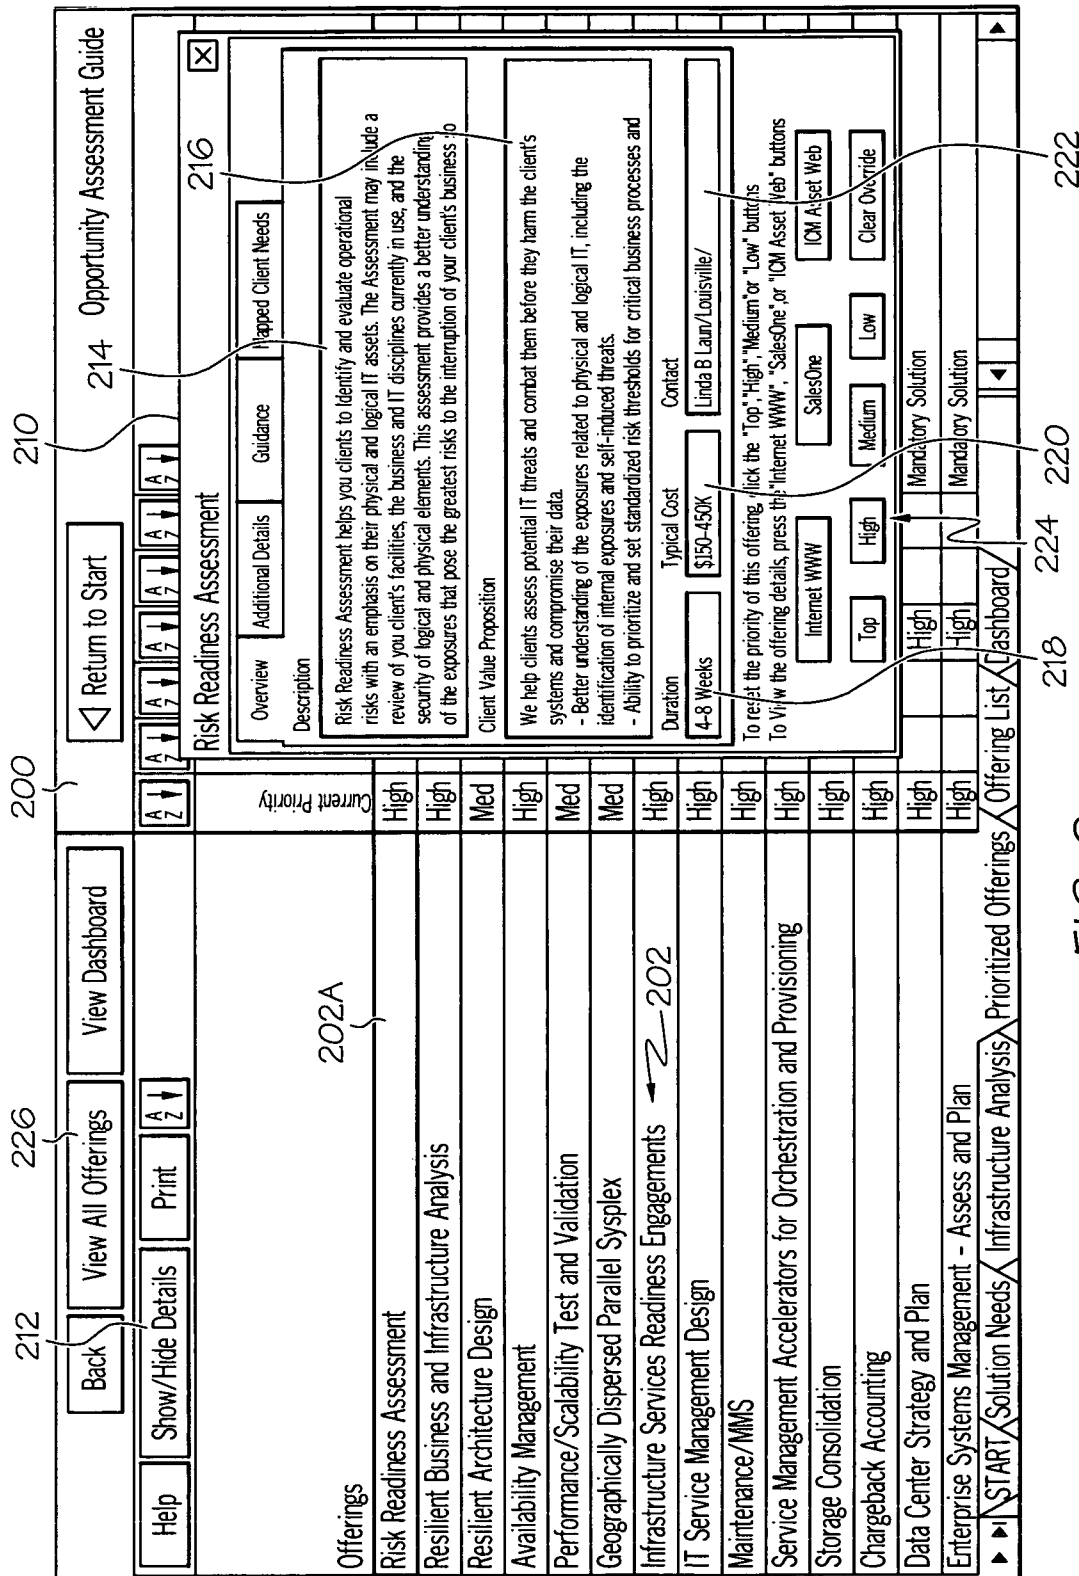 212
226
200
210
Back
View All Offerings
View Dashboard
Return to Start
214
Opportunity Assessment Guide
Help
Show/Hide Details
Print
A Z
A Z
A Z
A Z
A Z
A Z
A Z
A Z
Risk Readiness Assessment
216
X
Overview
Additional Details
Guidance
Mapped Client Needs
Description
Risk Readiness Assessment helps you clients to Identify and evaluate operational
risks with an emphasis on their physical and logical IT assets. The Assessment may include a
review of you client's facilities, the business and IT disciplines currently in use, and the
security of logical and physical elements. This assessment provides a better understanding
of the exposures that pose the greatest risks to the interruption of your client's business so
Client Value Proposition
We help clients assess potential IT threats and combat them before they harm the client's
systems and compromise their data.
- Better understanding of the exposures related to physical and logical IT, including the
identification of internal exposures and self-induced threats.
- Ability to prioritize and set standardized risk thresholds for critical business processes and
Duration
Typical Cost
Contact
4-8 Weeks
$150-450K
Linda B Laun/Louisville/
To reset the priority of this offering, click the "Top","High","Medium"or "Low" buttons
To View the offering details, press the"Internet WWW", "SalesOne",or "ICM Asset Web" buttons
Internet WWW
SalesOne
ICM Asset Web
Top
High
Medium
Low
Clear Override
202A
Offerings
Current Priority
Risk Readiness Assessment High
Resilient Business and Infrastructure Analysis High
Resilient Architecture Design Med
Availability Management High
Performance/Scalability Test and Validation Med
Geographically Dispersed Parallel Sysplex Med
Infrastructure Services Readiness Engagements High
202
IT Service Management Design High
Maintenance/MMS High
Service Management Accelerators for Orchestration and Provisioning High
Storage Consolidation High
Chargeback Accounting High
Data Center Strategy and Plan High High Mandatory Solution
Enterprise Systems Management - Assess and Plan High High Mandatory Solution
START Solution Needs Infrastructure Analysis Prioritized Offerings Offering List Dashboard
218
224
220
222